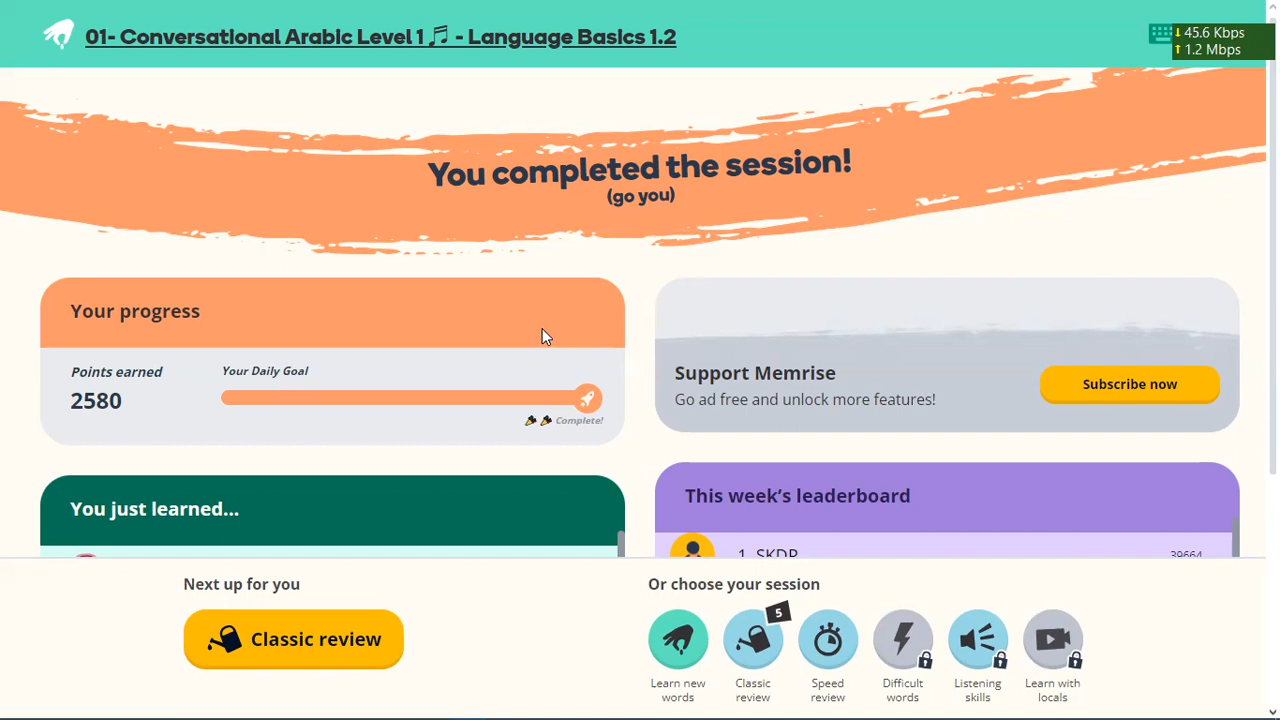 01- Conversational Arabic Level 1 🎵 - Language Basics 1.2
↓ 45.6 Kbps
↑ 1.2 Mbps
You completed the session!
(go you)
Your progress
Points earned
2580
Your Daily Goal
Complete!
Support Memrise
Go ad free and unlock more features!
Subscribe now
You just learned...
This week's leaderboard
1. SKDP 39664
Next up for you
Classic review
Or choose your session
5
Learn new
words
Classic
review
Speed
review
Difficult
words
Listening
skills
Learn with
locals